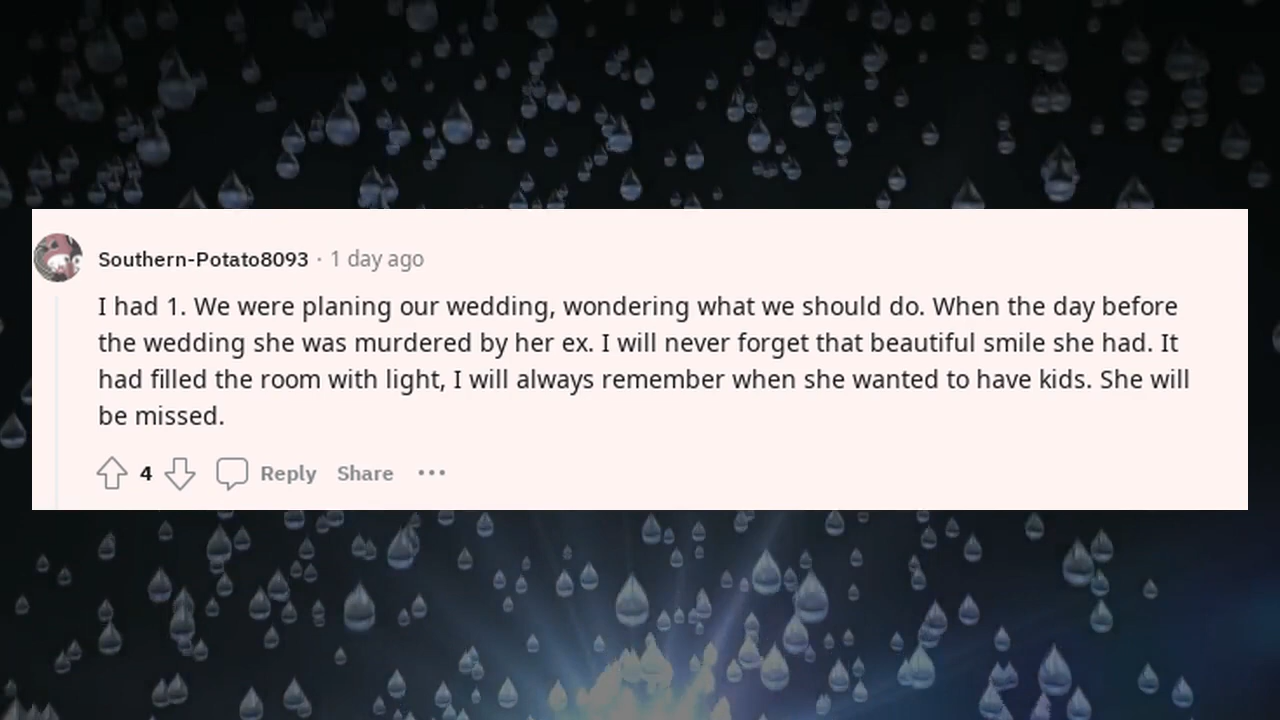 Southern-Potato8093 · 1 day ago
I had 1. We were planing our wedding, wondering what we should do. When the day before
the wedding she was murdered by her ex. I will never forget that beautiful smile she had. It
had filled the room with light, I will always remember when she wanted to have kids. She will
be missed.
4 Reply Share ···